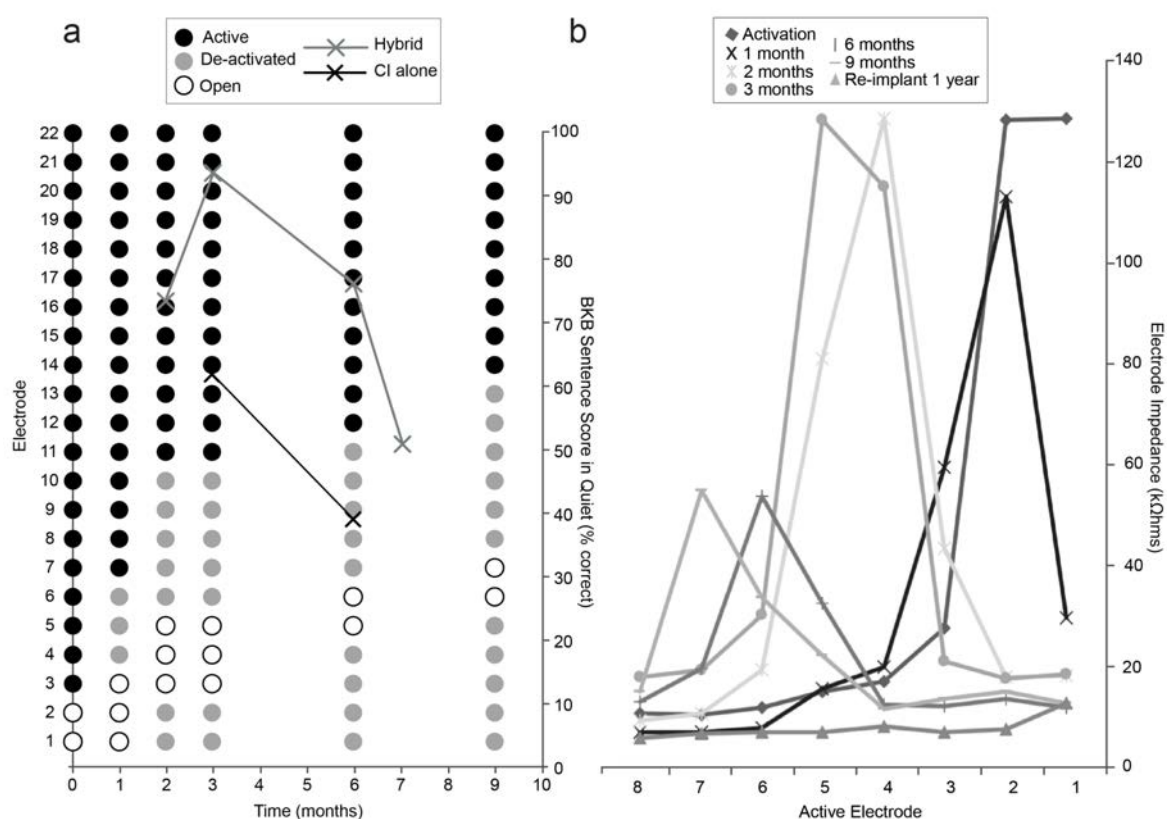 a
Active
De-activated
Open
Hybrid
CI alone
22
21
20
19
18
17
16
15
14
13
12
11
10
9
8
7
6
5
4
3
2
1
Electrode
100
90
80
70
60
50
40
30
20
10
0
BKB Sentence Score in Quiet (% correct)
0 1 2 3 4 5 6 7 8 9 10
Time (months)
b
Activation
1 month
2 months
3 months
6 months
9 months
Re-implant 1 year
140
120
100
80
60
40
20
0
Electrode Impedance (kΩhms)
8 7 6 5 4 3 2 1
Active Electrode